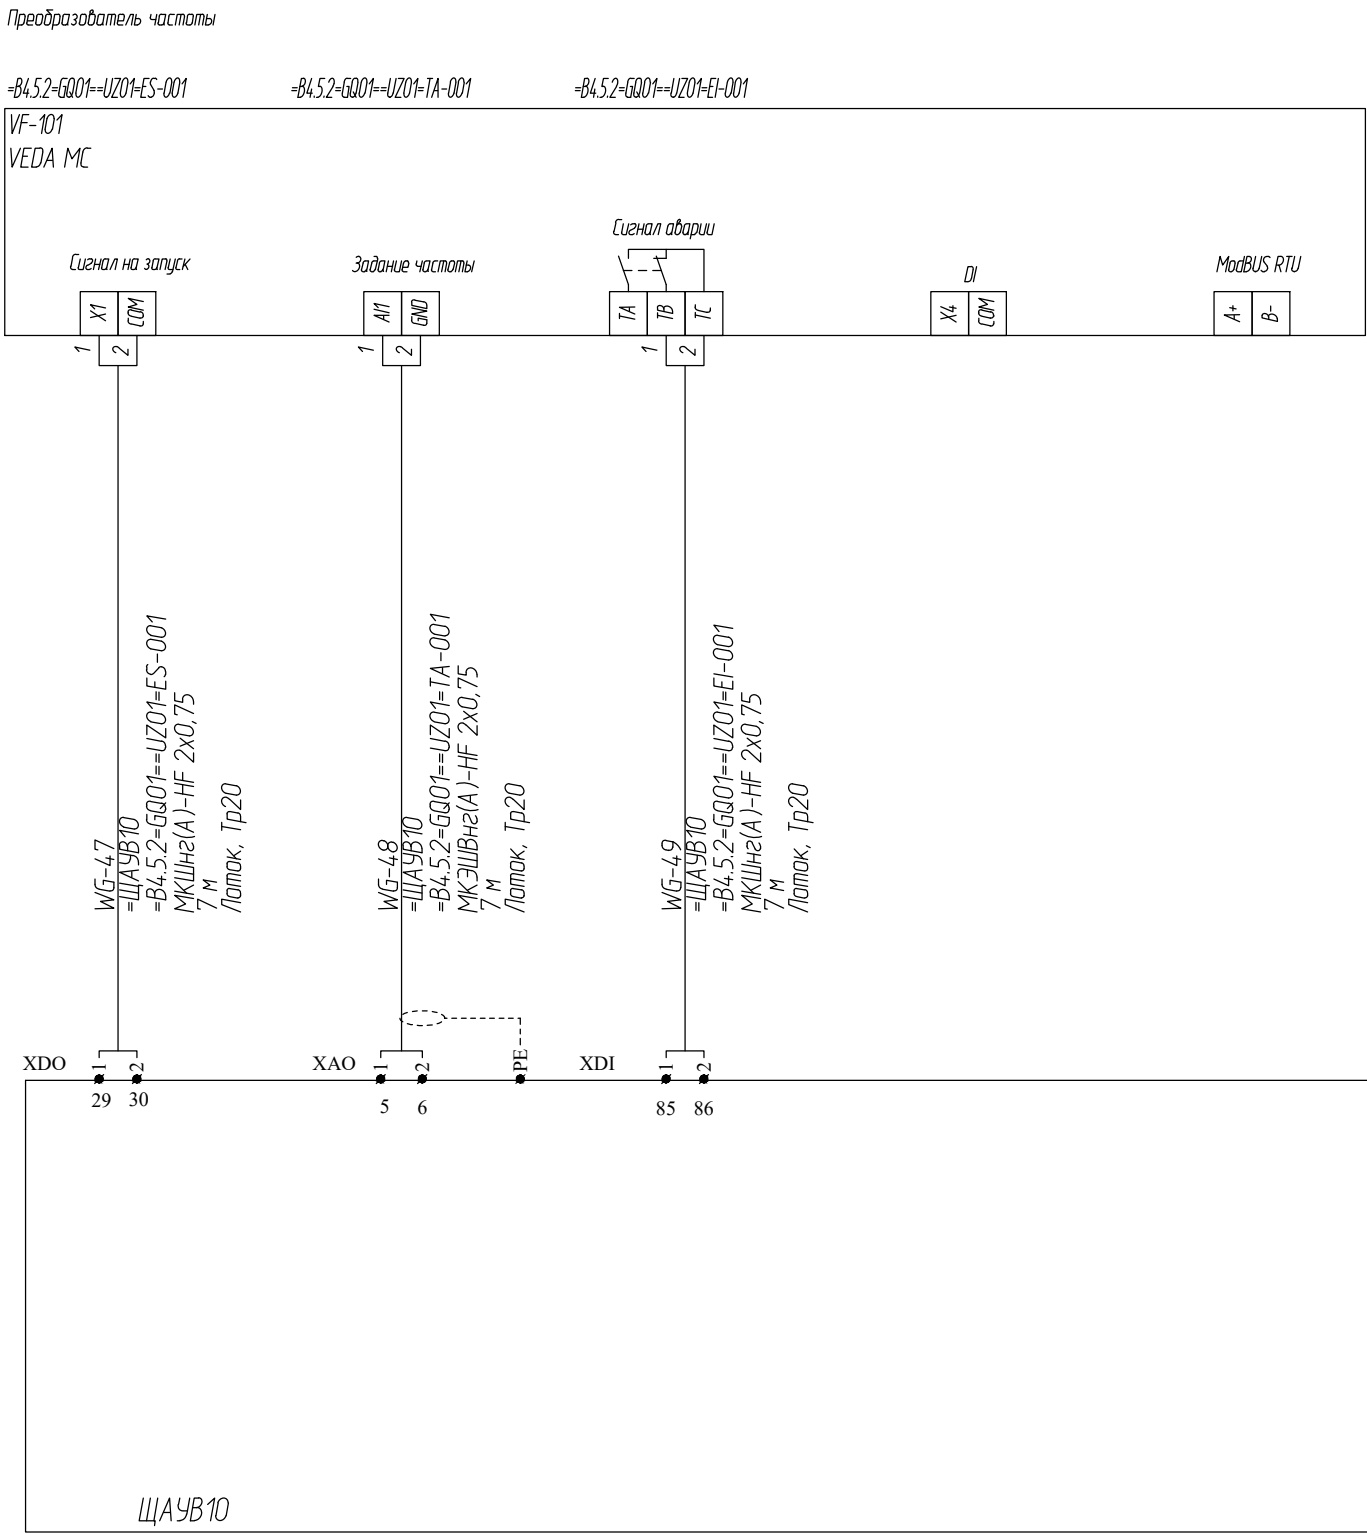 Преобразователь частоты
=B4.5.2=GQ01==UZ01=ES-001
=B4.5.2=GQ01==UZ01=TA-001
=B4.5.2=GQ01==UZ01=EI-001
VF-101
VEDA MC
Сигнал на запуск
Задание частоты
Сигнал аварии
DI
ModBUS RTU
X1 COM
AI1 GND
TA TB TC
X4 COM
A+ B-
1 2
1 2
1 2
WG-47
=ЩАУВ10
=B4.5.2=GQ01==UZ01=ES-001
МКШнг(А)-HF 2x0,75
7 м
Лоток, Тр20
WG-48
=ЩАУВ10
=B4.5.2=GQ01==UZ01=TA-001
МКЭШВнг(А)-HF 2x0,75
7 м
Лоток, Тр20
WG-49
=ЩАУВ10
=B4.5.2=GQ01==UZ01=EI-001
МКШнг(А)-HF 2x0,75
7 м
Лоток, Тр20
XDO 1 2
XAO 1 2 PE
XDI 1 2
29 30
5 6
85 86
ЩАУВ10